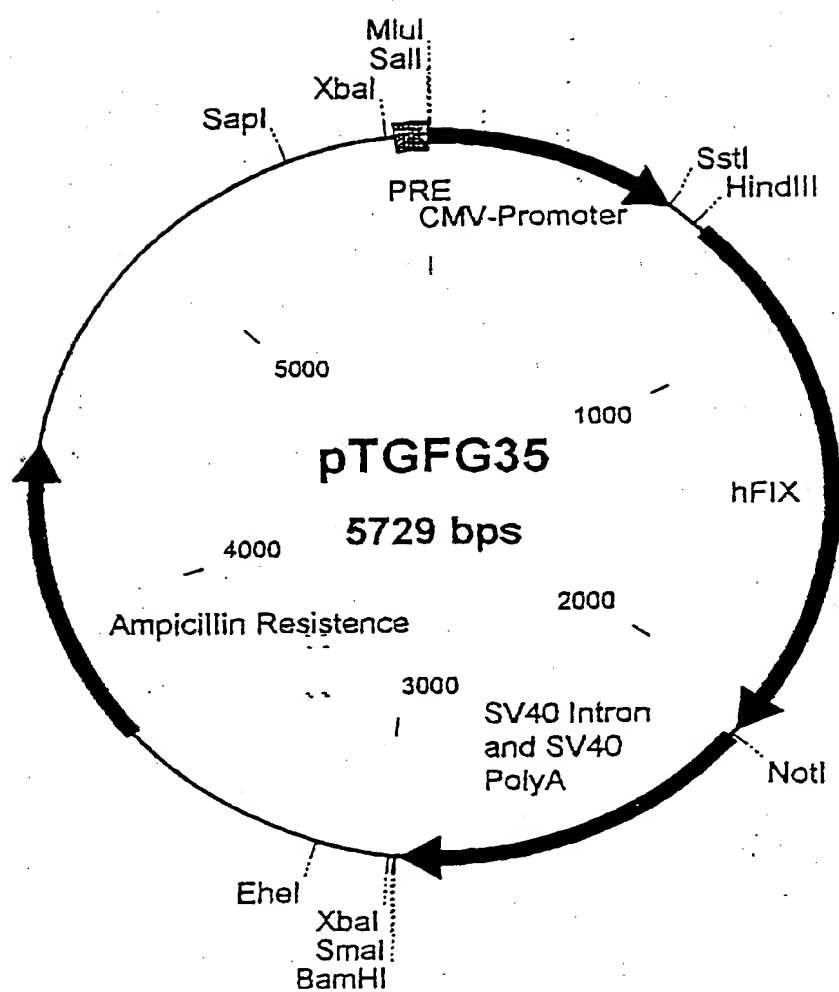 MluI
SalI
XbaI
SapI
SstI
HindIII
PRE
CMV-Promoter
5000
1000
pTGFG35
hFIX
5729 bps
4000
2000
Ampicillin Resistence
3000
SV40 Intron
and SV40
PolyA
NotI
EheI
XbaI
SmaI
BamHI